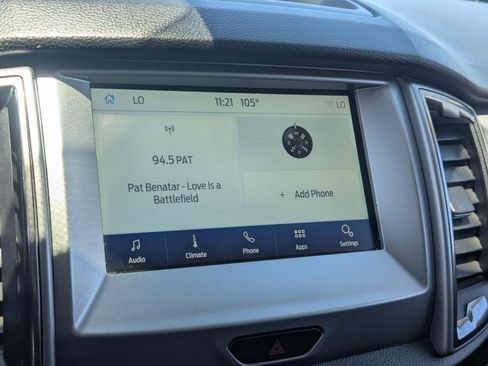 LO 11:21 105° LO
94.5 PAT
Pat Benatar - Love Is a
Battlefield
+ Add Phone
Audio Climate Phone Apps Settings